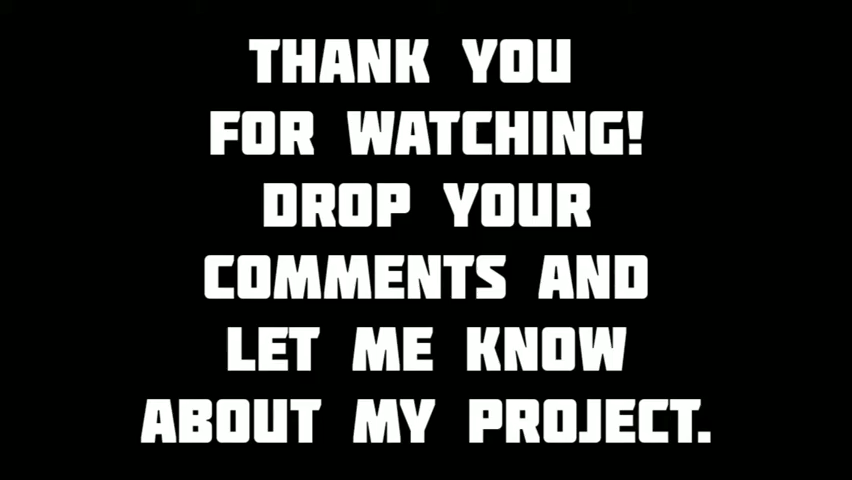 THANK YOU
FOR WATCHING!
DROP YOUR
COMMENTS AND
LET ME KNOW
ABOUT MY PROJECT.